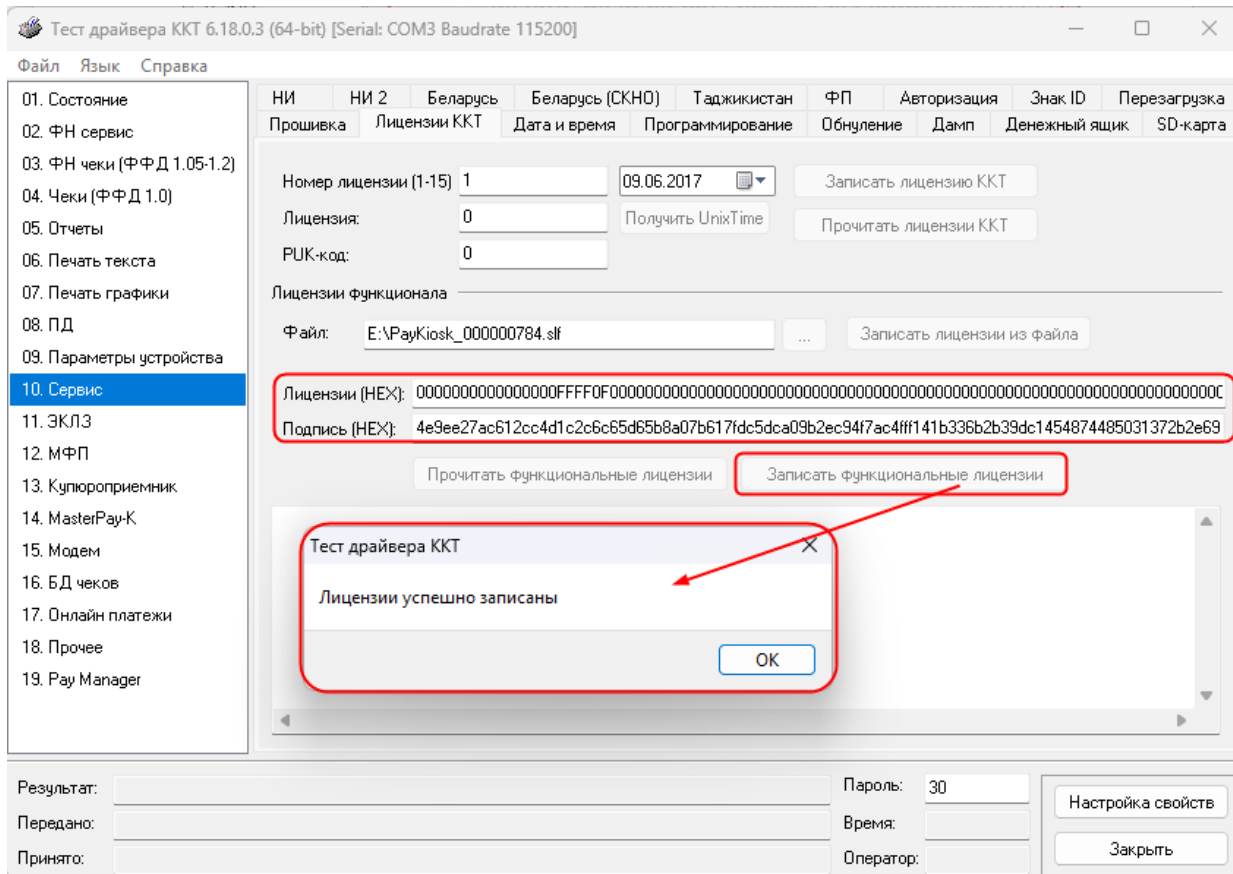 Тест драйвера ККТ 6.18.0.3 (64-bit) [Serial: COM3 Baudrate 115200]
Файл Язык Справка
01. Состояние
02. ФН сервис
03. ФН чеки (ФФД 1.05-1.2)
04. Чеки (ФФД 1.0)
05. Отчеты
06. Печать текста
07. Печать графики
08. ПД
09. Параметры устройства
10. Сервис
11. ЭКЛЗ
12. МФП
13. Купюроприемник
14. MasterPay-K
15. Модем
16. БД чеков
17. Онлайн платежи
18. Прочее
19. Pay Manager
НИ НИ 2 Беларусь Беларусь (СКНО) Таджикистан ФП Авторизация Знак ID Перезагрузка
Прошивка Лицензии ККТ Дата и время Программирование Обнуление Дамп Денежный ящик SD-карта
Номер лицензии (1-15) 1 09.06.2017 Записать лицензию ККТ
Лицензия: 0 Получить UnixTime Прочитать лицензии ККТ
PUK-код: 0
Лицензии функционала
Файл: E:\PayKiosk_000000784.slf ... Записать лицензии из файла
Лицензии (HEX):
Подпись (HEX): 4e9ee27ac612cc4d1c2c6c65d65b8a07b617fdc5dca09b2ec94f7ac4fff141b336b2b39dc1454874485031372b2e69
Прочитать функциональные лицензии Записать функциональные лицензии
Тест драйвера ККТ
Лицензии успешно записаны
OK
Результат: Пароль: 30 Настройка свойств
Передано: Время:
Принято: Оператор: Закрыть